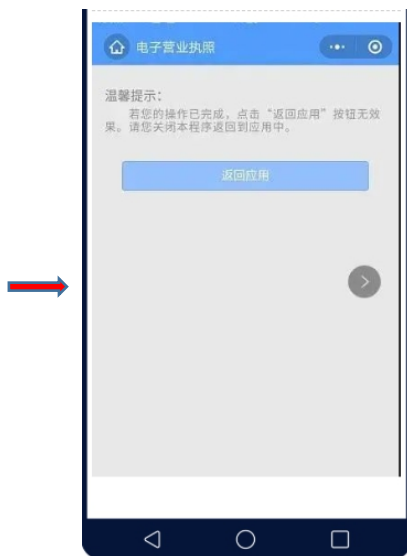 电子营业执照
温馨提示：
若您的操作已完成，点击“返回应用”按钮无效
果。请您关闭本程序返回到应用中。
返回应用